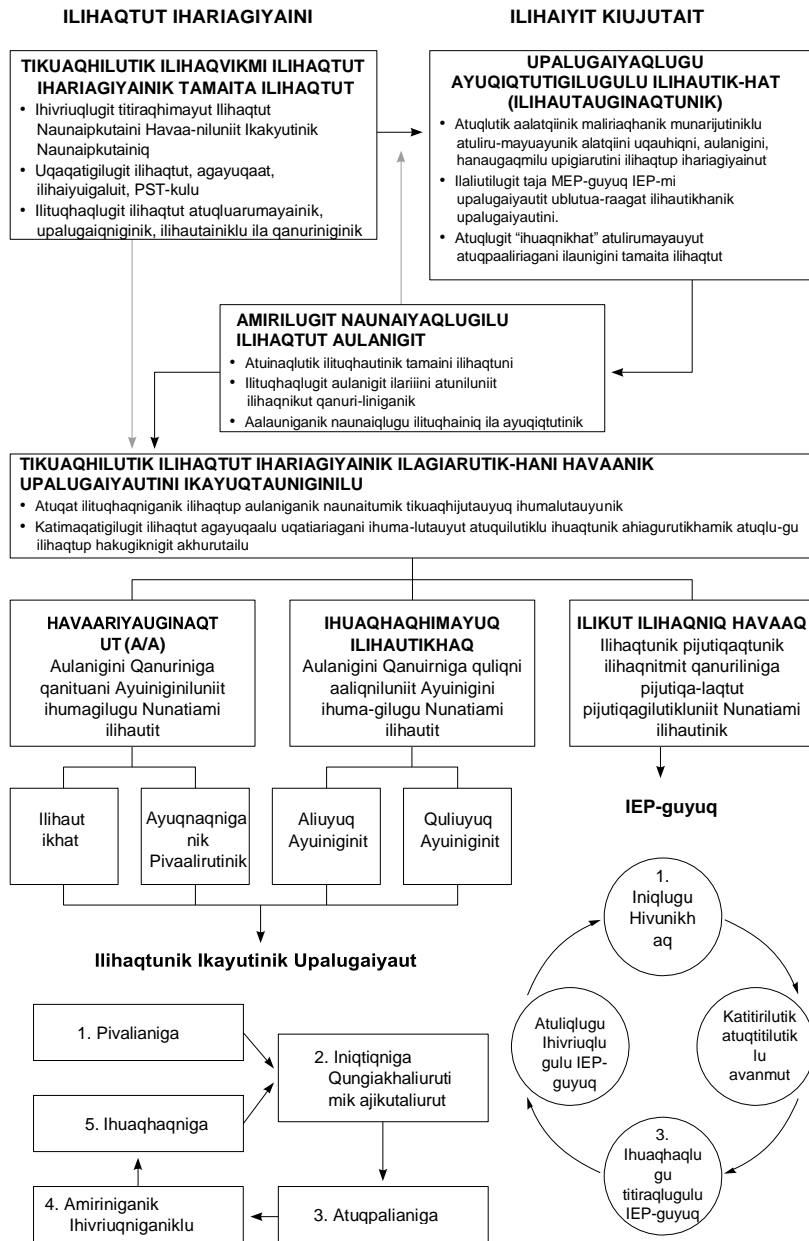 ILIHAQTUT IHARIAGIYAINI
ILIHAIYIT KIUJUTAIT
TIKUAQHILUTIK ILIHAQVIKMI ILIHAQTUT
IHARIAGIYAINIK TAMAITA ILIHAQTUT
• Ihivriuqlugit titiraqhimayut Ilihaqtut
Naunaipkutaini Havaa-niluniit Ikakyutinik
Naunaipkutainiq
• Uqaqatigilugit ilihaqtut, agayuqaat,
ilihaiyuigaluit, PST-kulu
• Ilituqhaqlugit ilihaqtut atuqluarumayainik,
upalugaiqniginik, ilihautainiklu ila qanuriniginik
UPALUGAIYAQLUGU
AYUQIQTUTIGILUGULU ILIHAUTIK-HAT
(ILIHAUTAUGINAQTUNIK)
• Atuqlutik aalatqiinik maliriaqhanik munarijutiniklu
atuliru-mayuayunik alatqiini uqauhiqni, aulanigini,
hanaugaqmilu upigiarutini ilihaqtup ihariagiyainut
• Ilaliutilugit taja MEP-guyuq IEP-mi
upalugaiyautit ublutua-raagat ilihautikhanik
upalugaiyautini.
• Atuqlugit “ihuaqnikhat” atulirumayauyut
atuqpaaliriagani ilaunigini tamaita ilihaqtut
AMIRILUGIT NAUNAIYAQLUGILU
ILIHAQTUT AULANIGIT
• Atuinaqlutik ilituqhautinik tamaini ilihaqtuni
• Ilituqhaqlugit aulanigit ilariiini atuniluniit
ilihaqnikut qanuri-liniganik
• Aalauniganik naunaiqlugu ilituqhainiq ila ayuqiqtutinik
TIKUAQHILUTIK ILIHAQTUT IHARIAGIYAINIK ILAGIARUTIK-HANI HAVAANIK
UPALUGAIYAUTINI IKAYUQTAUNIGINILU
• Atuqat ilituqhaqniganik ilihaqtup aulaniganik naunaitumik tikuaqhijutauyuq ihumalutauyunik
• Katimaqatigilugit ilihaqtut agayuqaalu uqatiariagani ihuma-lutauyut atuquilutiklu ihuaqtunik ahiagurutikhamik atuqlu-gu
ilihaqtup hakugiknigit akhurutailu
HAVAARIYAUGINAQT
UT (A/A)
Aulanigini Qanuriniga
qanituani Ayuiniginiluniit
ihumagilugu Nunatiami
ilihautit
IHUAQHAQHIMAYUQ
ILIHAUTIKHAQ
Aulanigini Qanuirniga quliqni
aaliqniluniit Ayuinigini
ihuma-gilugu Nunatiami
ilihautit
ILIKUT ILIHAQNIQ HAVAAQ
Ilihaqtunik pijutiqaqtunik
ilihaqnitmit qanuriliniga
pijutiqa-laqtut
pijutiqagilutikluniit Nunatiami
ilihautinik
Ilihaut
ikhat
Ayuqnaqniga
nik
Pivaalirutinik
Aliuyuq
Ayuiniginit
Quliuyuq
Ayuiniginit
IEP-guyuq
Ilihaqtunik Ikayutinik Upalugaiyaut
1. Pivalianiga
2. Iniqtiqniga
Qungiakhaliuruti
mik ajikutaliurut
5. Ihuaqhaqniga
4. Amiriniganik
Ihivriuqniganiklu
3. Atuqpalianiga
1.
Iniqlugu
Hivunikh
aq
Katitirilutik
atuqtitilutik
lu
avanmut
3.
Ihuaqhaqlu
gu
titiraqlugulu
IEP-guyuq
Atuliqlugu
Ihivriuqlu
gulu IEP-
guyuq